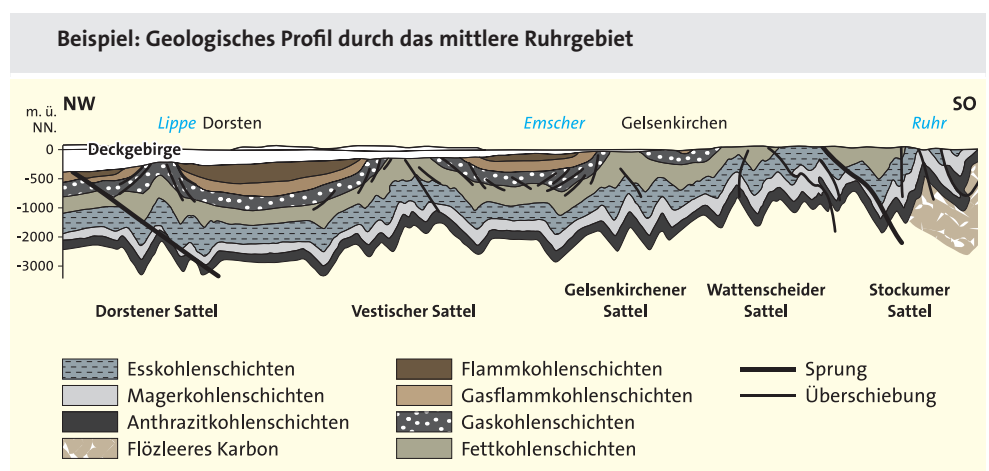 Beispiel: Geologisches Profil durch das mittlere Ruhrgebiet
m. ü.
NN.
NW
SO
Lippe Dorsten
Emscher
Gelsenkirchen
Ruhr
Deckgebirge
0
-500
-1000
-2000
-3000
Dorstener Sattel
Vestischer Sattel
Gelsenkirchener
Sattel
Wattenscheider
Sattel
Stockumer
Sattel
Esskohlenschichten
Magerkohlenschichten
Anthrazitkohlenschichten
Flözleeres Karbon
Flammkohlenschichten
Gasflammkohlenschichten
Gaskohlenschichten
Fettkohlenschichten
Sprung
Überschiebung